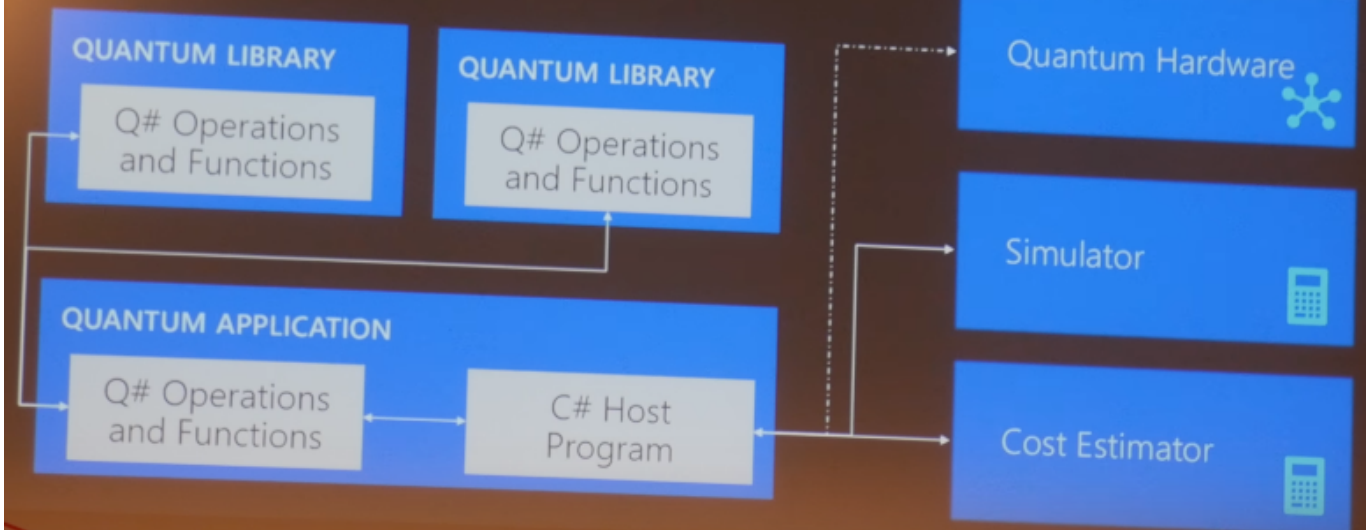 QUANTUM LIBRARY
Q# Operations
and Functions
QUANTUM LIBRARY
Q# Operations
and Functions
QUANTUM APPLICATION
Q# Operations
and Functions
C# Host
Program
Quantum Hardware
Simulator
Cost Estimator